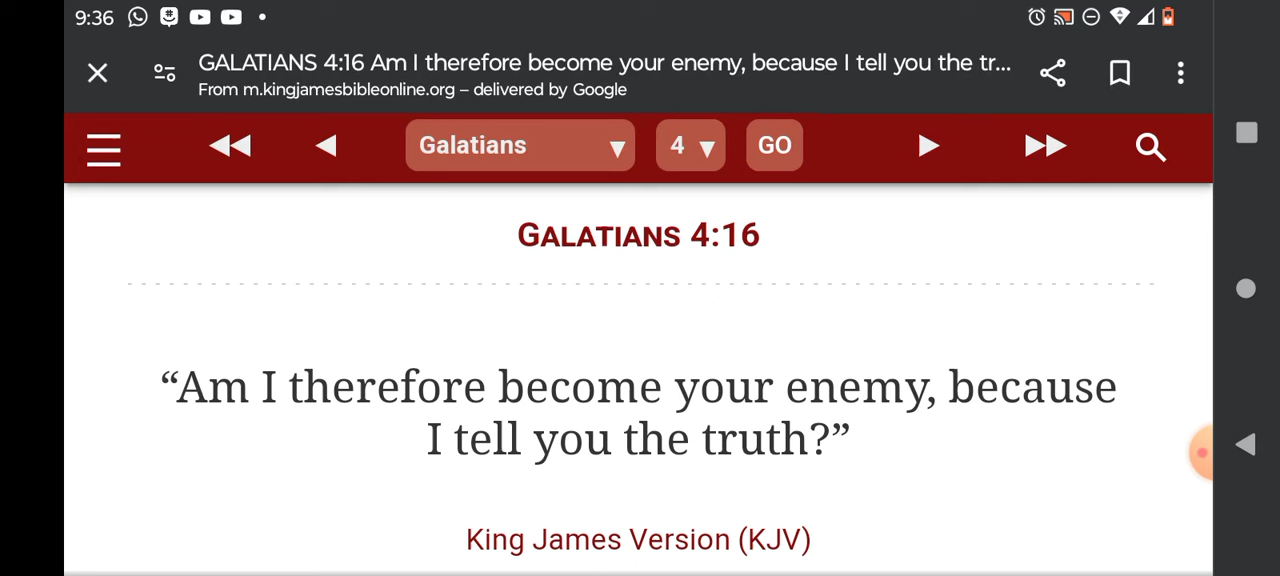 9:36
GALATIANS 4:16 Am I therefore become your enemy, because I tell you the tr...
From m.kingjamesbibleonline.org – delivered by Google
Galatians 4 GO
GALATIANS 4:16
“Am I therefore become your enemy, because
I tell you the truth?”
King James Version (KJV)